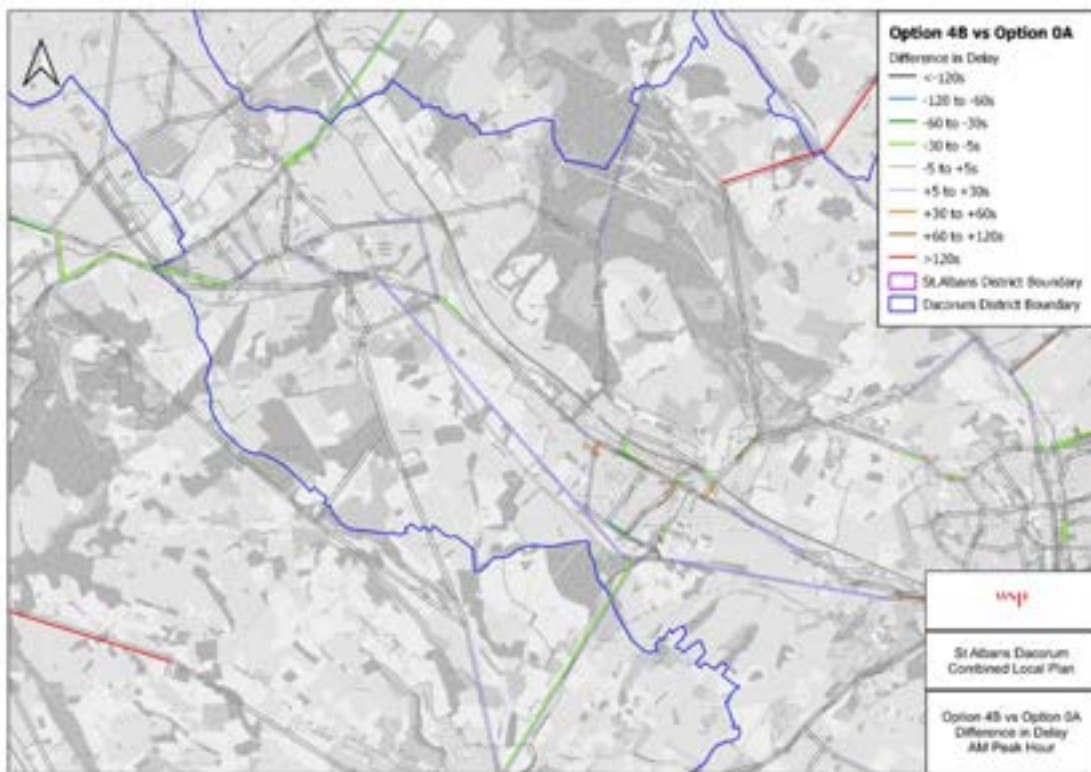 Option 4B vs Option 0A
Difference in Delay
<-120s
-120 to -60s
-60 to -30s
-30 to -5s
-5 to +5s
+5 to +30s
+30 to +60s
+60 to +120s
>120s
St.Albans District Boundary
Dacorum District Boundary
wsp
St Albans Dacorum
Combined Local Plan
Option 4B vs Option 0A
Difference in Delay
AM Peak Hour